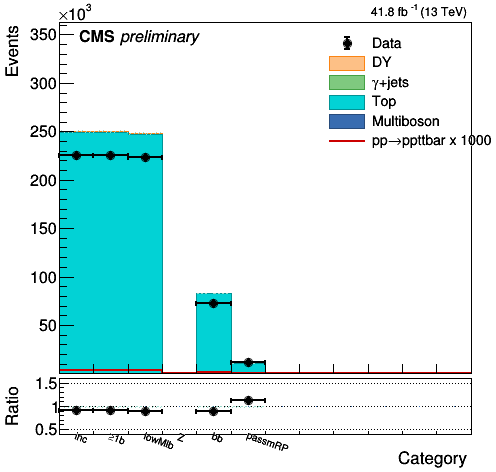 ×10³
41.8 fb⁻¹ (13 TeV)
CMS preliminary
Events
350
300
250
200
150
100
50
Data
DY
γ+jets
Top
Multiboson
pp→ppttbar x 1000
Ratio
1.5
1
0.5
inc ≥1b lowMlb Z bb passmRP
Category